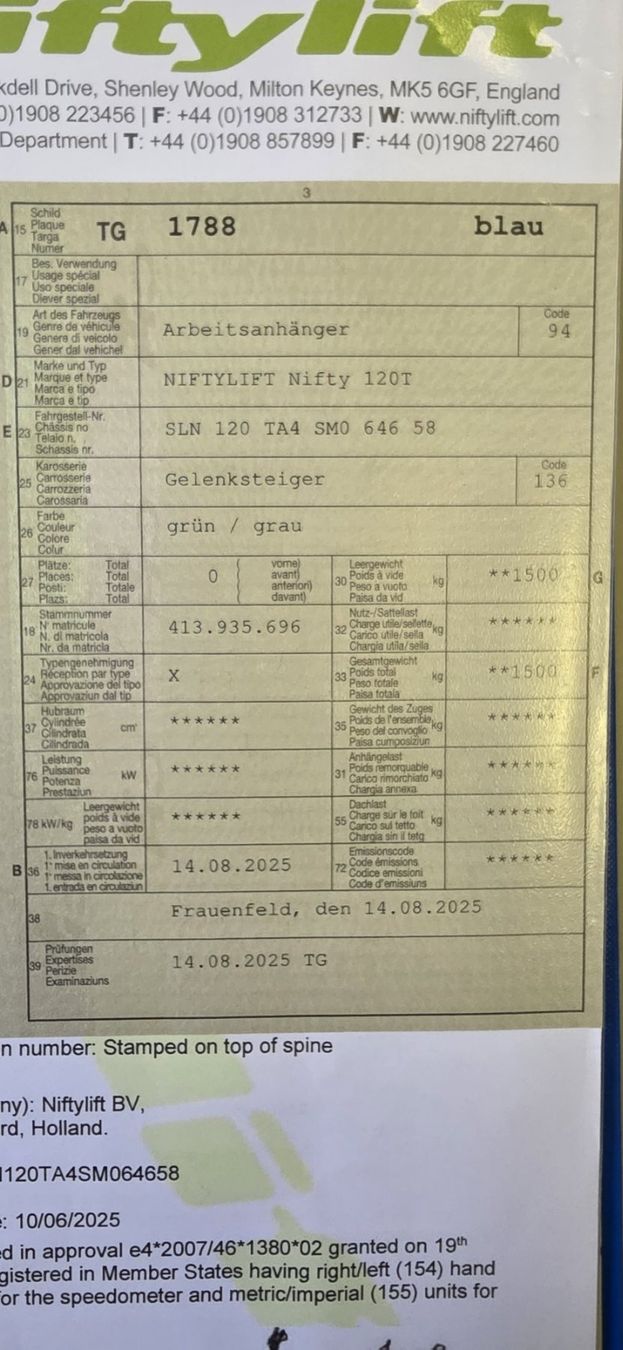 iftylift
kdell Drive, Shenley Wood, Milton Keynes, MK5 6GF, England
0)1908 223456 | F: +44 (0)1908 312733 | W: www.niftylift.com
Department | T: +44 (0)1908 857899 | F: +44 (0)1908 227460
3
A 15 Schild Plaque Targa Numer TG 1788 blau
17 Bes. Verwendung Usage spécial Uso speciale Diever spezial
19 Art des Fahrzeugs Genre de véhicule Genere di veicolo Gener dal vehichel Arbeitsanhänger Code 94
D 21 Marke und Typ Marque et type Marca e tipo Marca e tip NIFTYLIFT Nifty 120T
E 23 Fahrgestell-Nr. Châssis no Telaio n. Schassis nr. SLN 120 TA4 SM0 646 58
25 Karosserie Carrosserie Carrozzeria Carossaria Gelenksteiger Code 136
26 Farbe Couleur Colore Colur grün / grau
27 Plätze: Total Places: Total Posti: Totale Plazs: Total 0 ( vorne) avant) anteriori) davant) 30 Leergewicht Poids à vide Peso a vuoto Paisa da vid kg **1500 G
18 Stammnummer N° matricule N. di matricola Nr. da matricla 413.935.696 32 Nutz-/Sattellast Charge utile/sellette Carico utile/sella Chargia utila/sella kg ******
24 Typengenehmigung Réception par type Approvazione del tipo Approvaziun dal tip X 33 Gesamtgewicht Poids total Peso totale Paisa totala kg **1500 F
37 Hubraum Cylindrée Cilindrata Cilindrada cm³ ****** 35 Gewicht des Zuges Poids de l'ensemble Peso del convoglio Paisa cumposiziun kg ******
76 Leistung Puissance Potenza Prestaziun kW ****** 31 Anhängelast Poids remorquable Carico rimorchiato Chargia annexa kg ******
78 kW/kg Leergewicht poids à vide peso a vuoto paisa da vid ****** 55 Dachlast Charge sur le toit Carico sul tetto Chargia sin il tetg kg ******
B 36 1. Inverkehrsetzung 1re mise en circulation 1a messa in circolazione 1. entrada en circulaziun 14.08.2025 72 Emissionscode Code émissions Codice emissioni Code d'emissiuns ******
38 Frauenfeld, den 14.08.2025
39 Prüfungen Expertises Perizie Examinaziuns 14.08.2025 TG
n number: Stamped on top of spine
ny): Niftylift BV,
rd, Holland.
120TA4SM064658
: 10/06/2025
ed in approval e4*2007/46*1380*02 granted on 19th
gistered in Member States having right/left (154) hand
or the speedometer and metric/imperial (155) units for